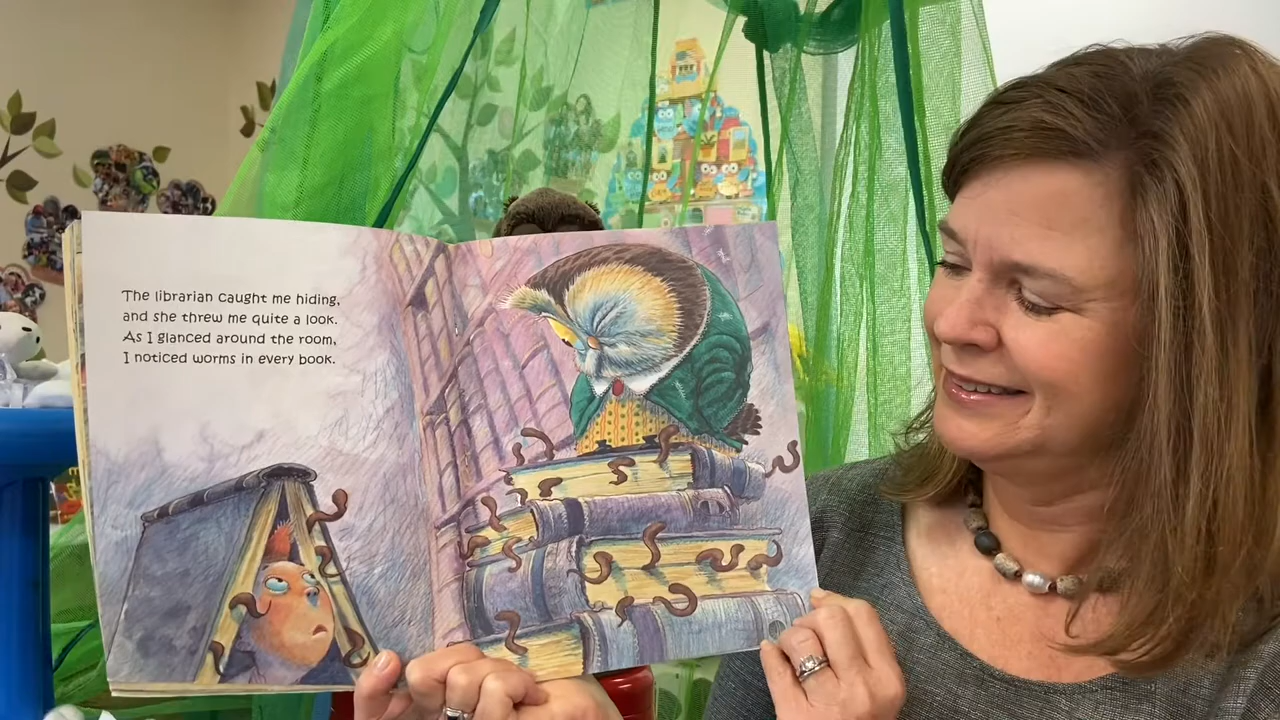 The librarian caught me hiding,
and she threw me quite a look.
As I glanced around the room,
I noticed worms in every book.